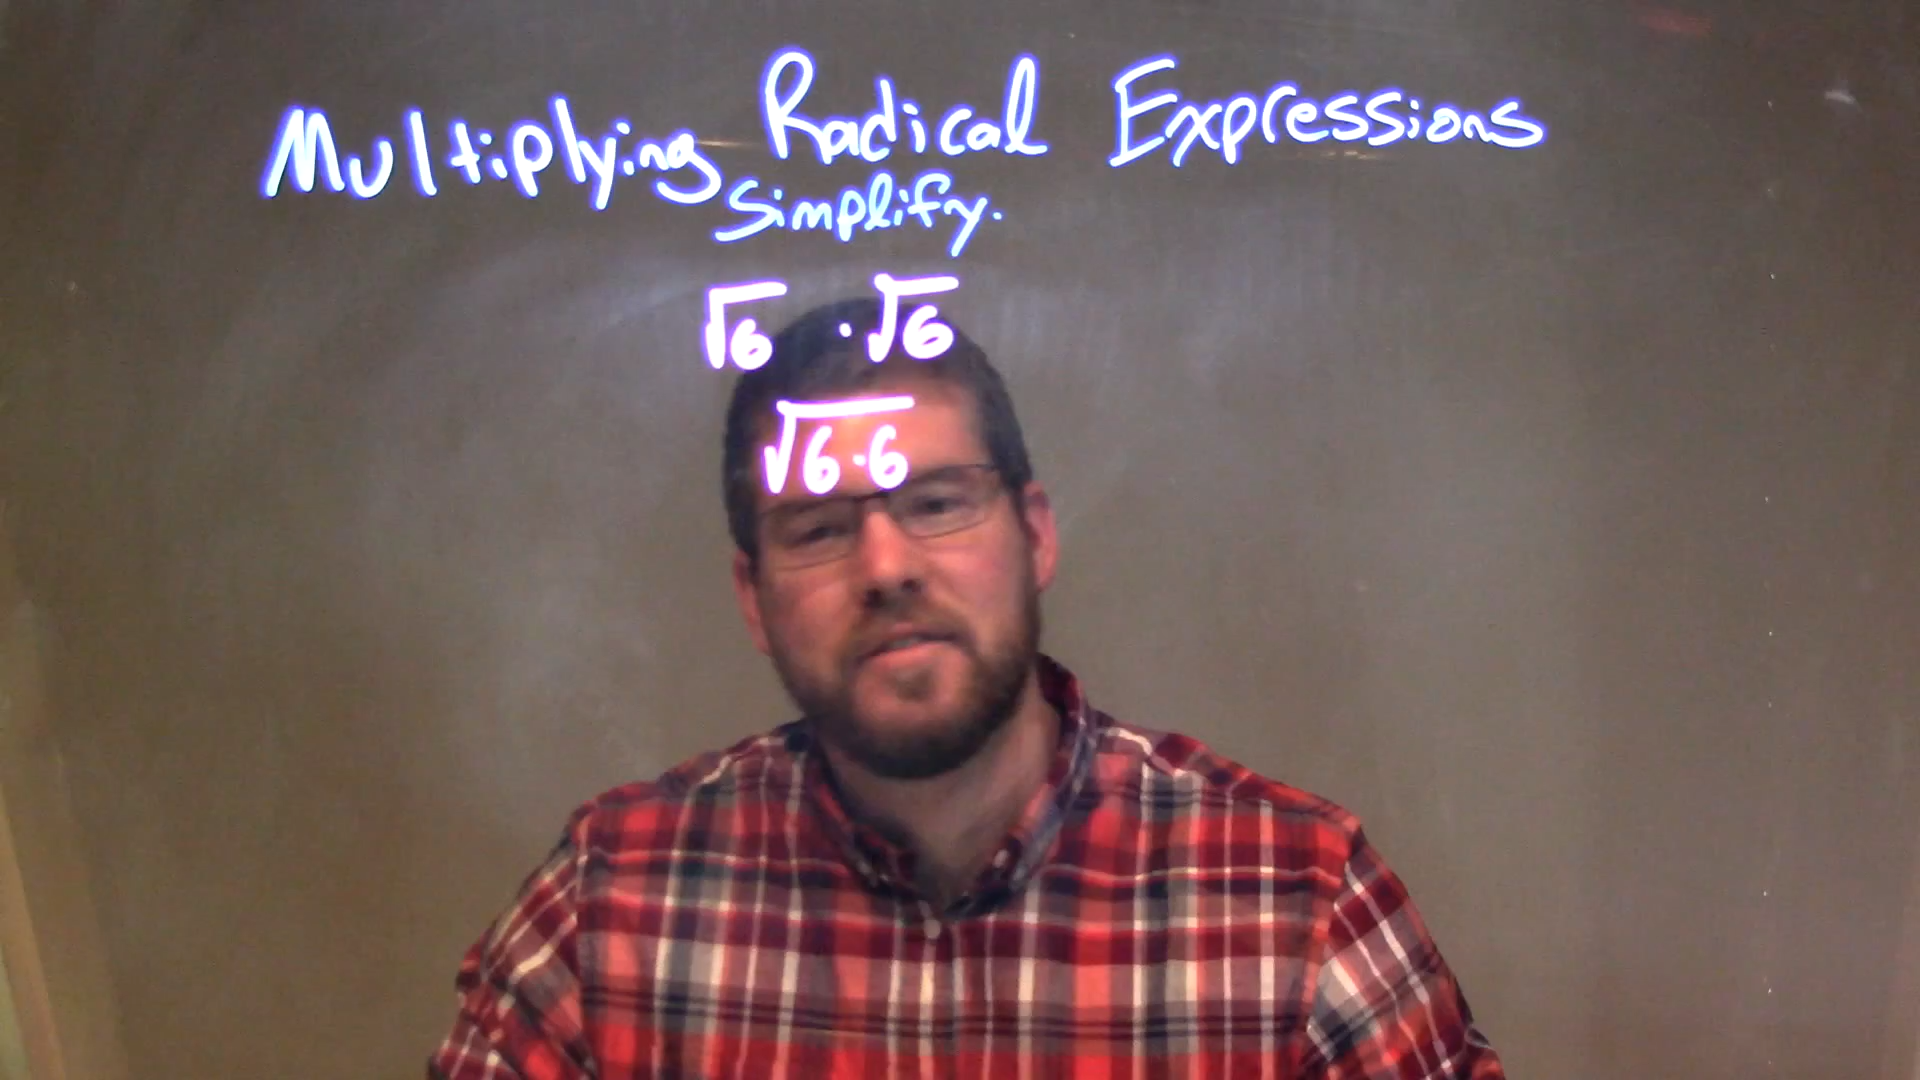 Multiplying Radical Expressions
Simplify.
√6 · √6
√6·6